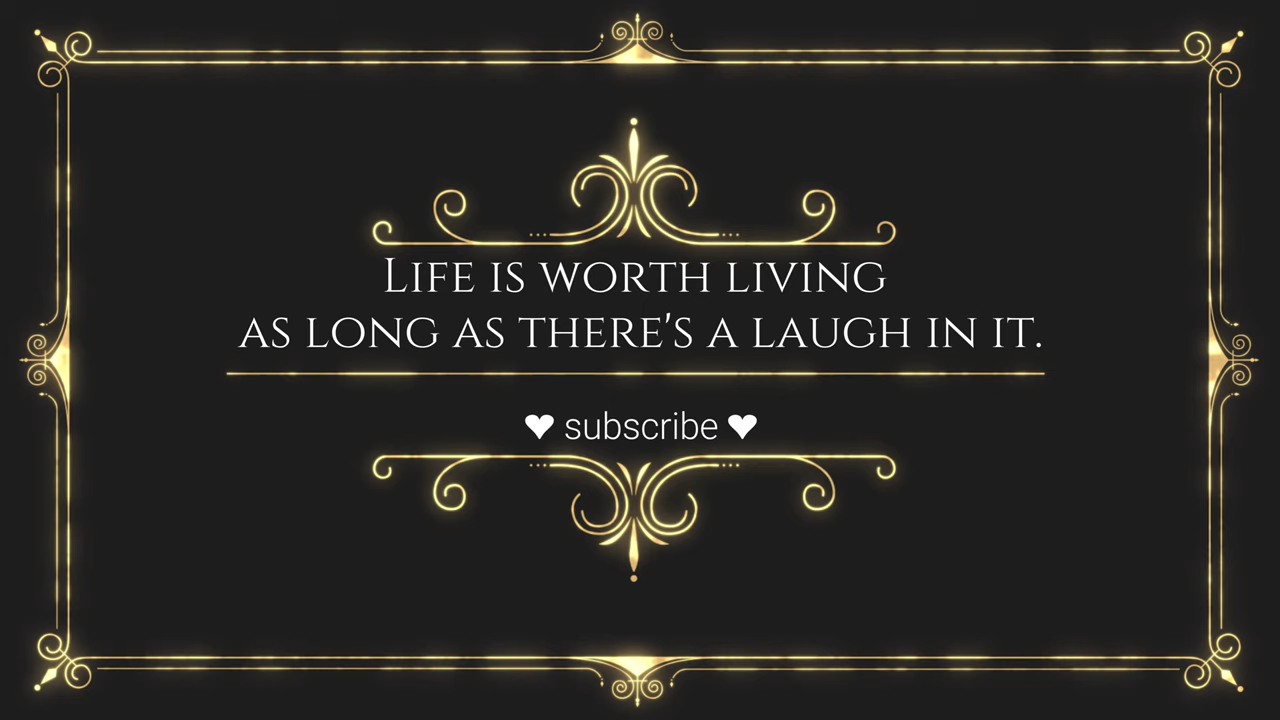 Life is worth living
as long as there's a laugh in it.
♥ subscribe ♥